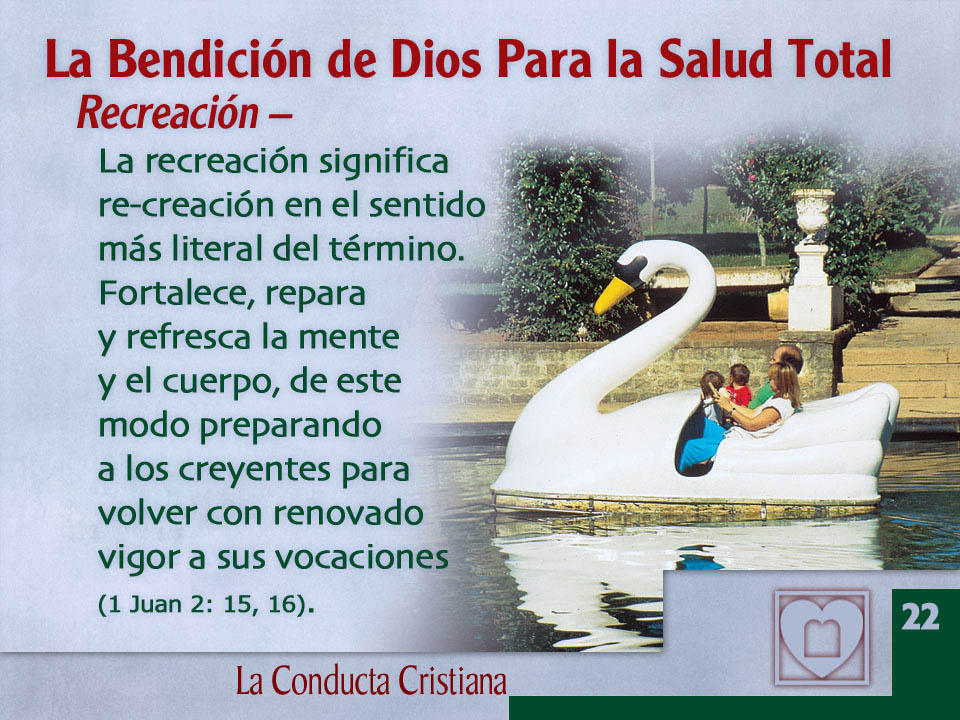 La Bendición de Dios Para la Salud Total
Recreación –
La recreación significa
re-creación en el sentido
más literal del término.
Fortalece, repara
y refresca la mente
y el cuerpo, de este
modo preparando
a los creyentes para
volver con renovado
vigor a sus vocaciones
(1 Juan 2: 15, 16).
22
La Conducta Cristiana